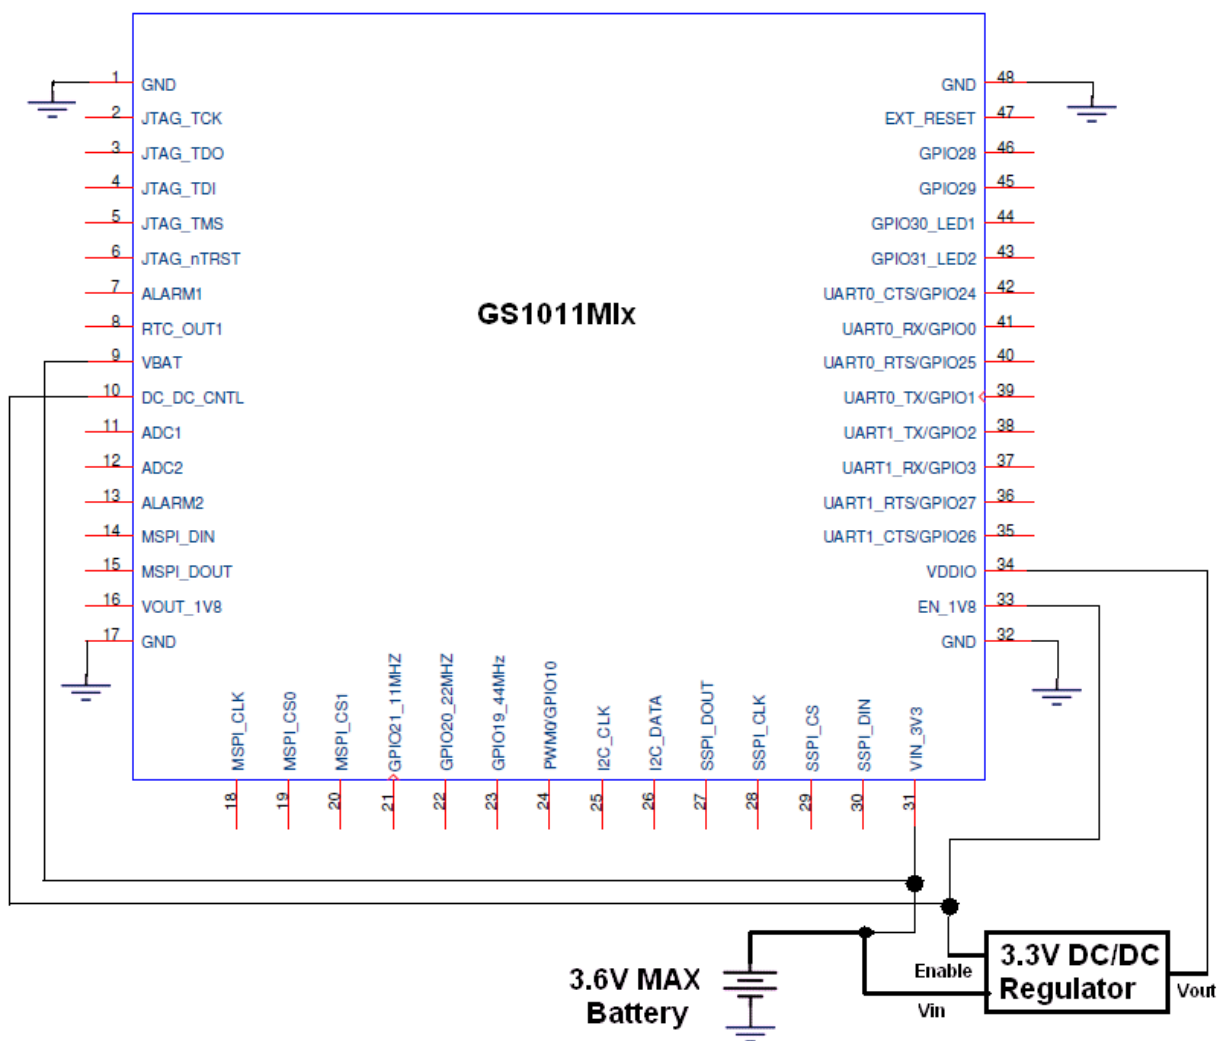 1 GND
2 JTAG_TCK
3 JTAG_TDO
4 JTAG_TDI
5 JTAG_TMS
6 JTAG_nTRST
7 ALARM1
8 RTC_OUT1
9 VBAT
10 DC_DC_CNTL
11 ADC1
12 ADC2
13 ALARM2
14 MSPI_DIN
15 MSPI_DOUT
16 VOUT_1V8
17 GND
GS1011MIx
GND 48
EXT_RESET 47
GPIO28 46
GPIO29 45
GPIO30_LED1 44
GPIO31_LED2 43
UART0_CTS/GPIO24 42
UART0_RX/GPIO0 41
UART0_RTS/GPIO25 40
UART0_TX/GPIO1 39
UART1_TX/GPIO2 38
UART1_RX/GPIO3 37
UART1_RTS/GPIO27 36
UART1_CTS/GPIO26 35
VDDIO 34
EN_1V8 33
GND 32
MSPI_CLK 18
MSPI_CS0 19
MSPI_CS1 20
GPIO21_11MHZ 21
GPIO20_22MHZ 22
GPIO19_44MHz 23
PWM0/GPIO10 24
I2C_CLK 25
I2C_DATA 26
SSPI_DOUT 27
SSPI_CLK 28
SSPI_CS 29
SSPI_DIN 30
VIN_3V3 31
3.6V MAX
Battery
Enable
Vin
3.3V DC/DC
Regulator
Vout